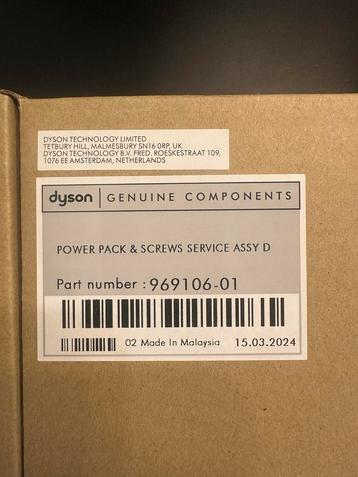 DYSON TECHNOLOGY LIMITED
TETBURY HILL, MALMESBURY SN16 0RP, UK
DYSON TECHNOLOGY B.V. FRED. ROESKESTRAAT 109,
1076 EE AMSTERDAM, NETHERLANDS
dyson | GENUINE COMPONENTS
POWER PACK & SCREWS SERVICE ASSY D
Part number : 969106-01
02 Made In Malaysia 15.03.2024